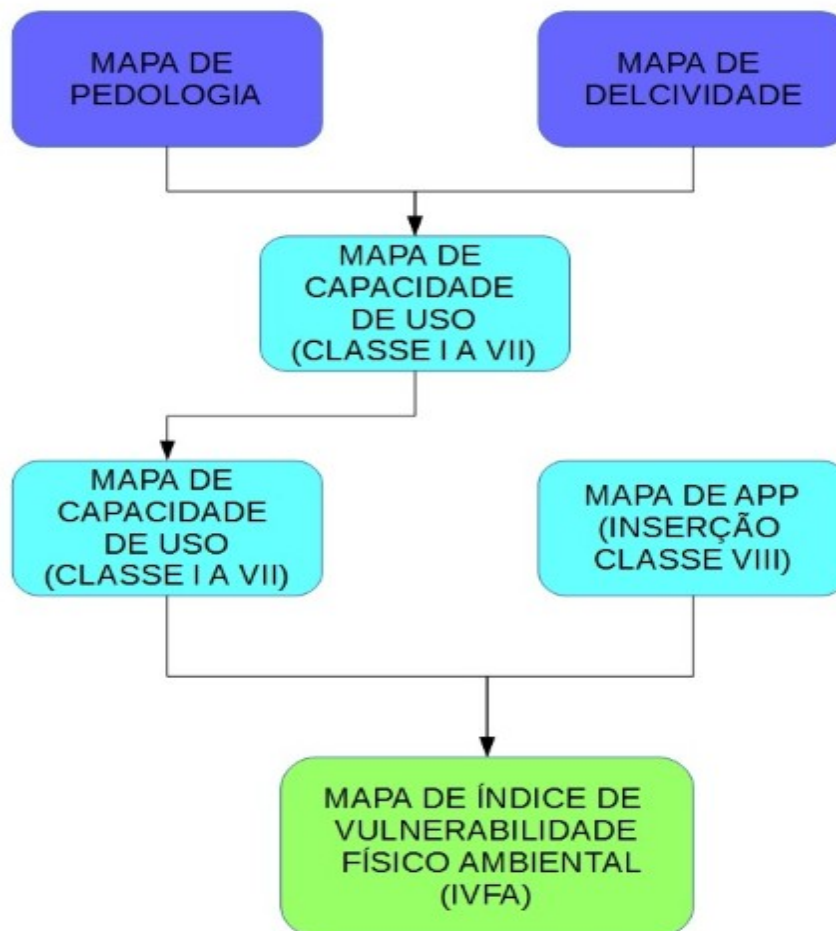 MAPA DE
PEDOLOGIA
MAPA DE
DELCIVIDADE
MAPA DE
CAPACIDADE
DE USO
(CLASSE I A VII)
MAPA DE
CAPACIDADE
DE USO
(CLASSE I A VII)
MAPA DE APP
(INSERÇÃO
CLASSE VIII)
MAPA DE ÍNDICE DE
VULNERABILIDADE
FÍSICO AMBIENTAL
(IVFA)